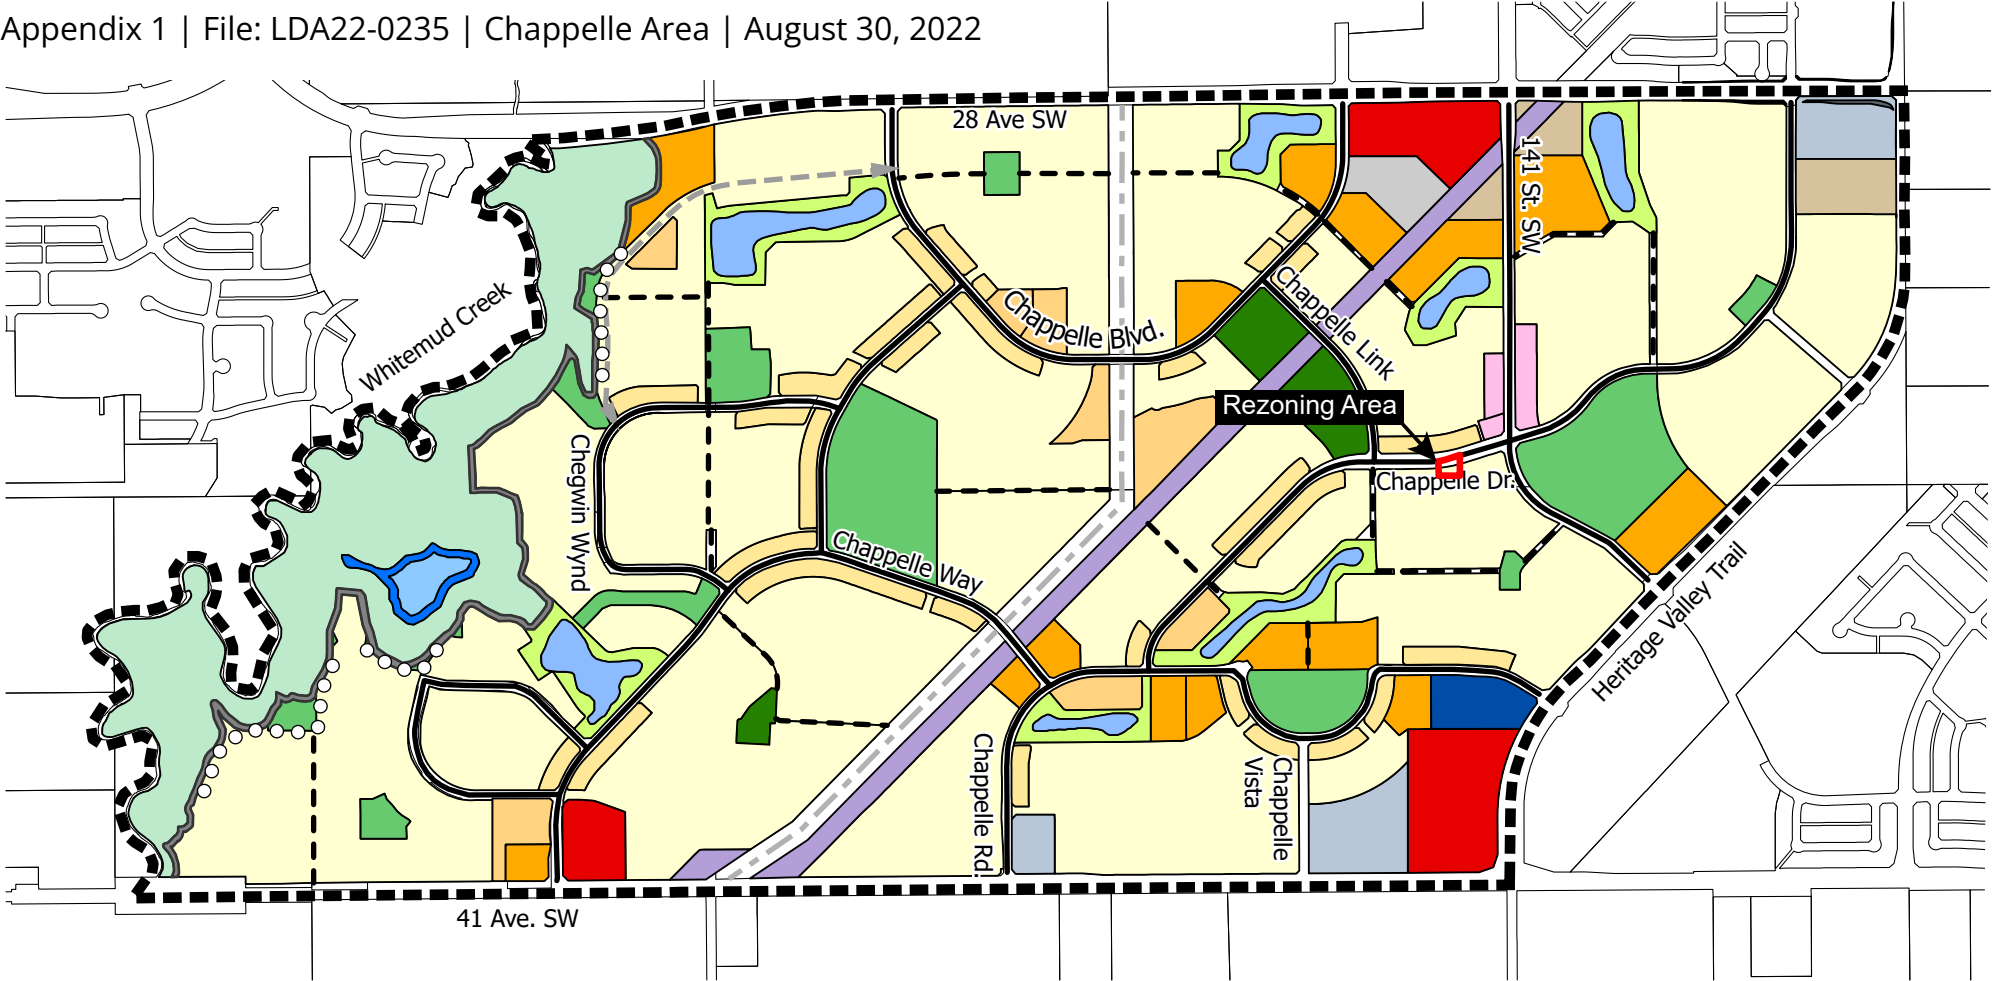 Appendix 1 | File: LDA22-0235 | Chappelle Area | August 30, 2022
28 Ave SW
141 St. SW
Whitemud Creek
Chappelle Blvd.
Chappelle Link
Rezoning Area
Chappelle Dr.
Chegwin Wynd
Chappelle Way
Heritage Valley Trail
Chappelle Rd.
Chappelle
Vista
41 Ave. SW